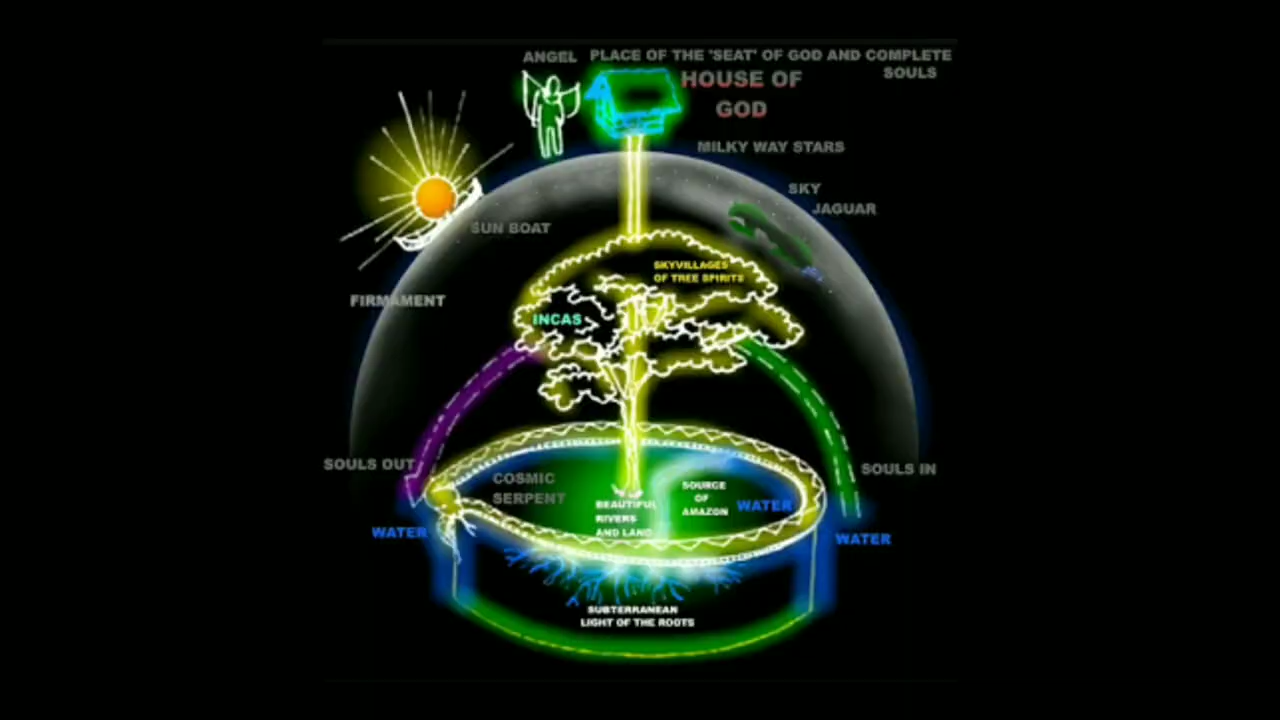 ANGEL
PLACE OF THE 'SEAT' OF GOD AND COMPLETE
SOULS
HOUSE OF
GOD
MILKY WAY STARS
SKY
JAGUAR
SUN BOAT
SKYVILLAGES
OF TREE SPIRITS
FIRMAMENT
INCAS
SOULS OUT
SOULS IN
COSMIC
SERPENT
SOURCE
OF
AMAZON
BEAUTIFUL
RIVERS
AND LAND
WATER
WATER
WATER
SUBTERRANEAN
LIGHT OF THE ROOTS